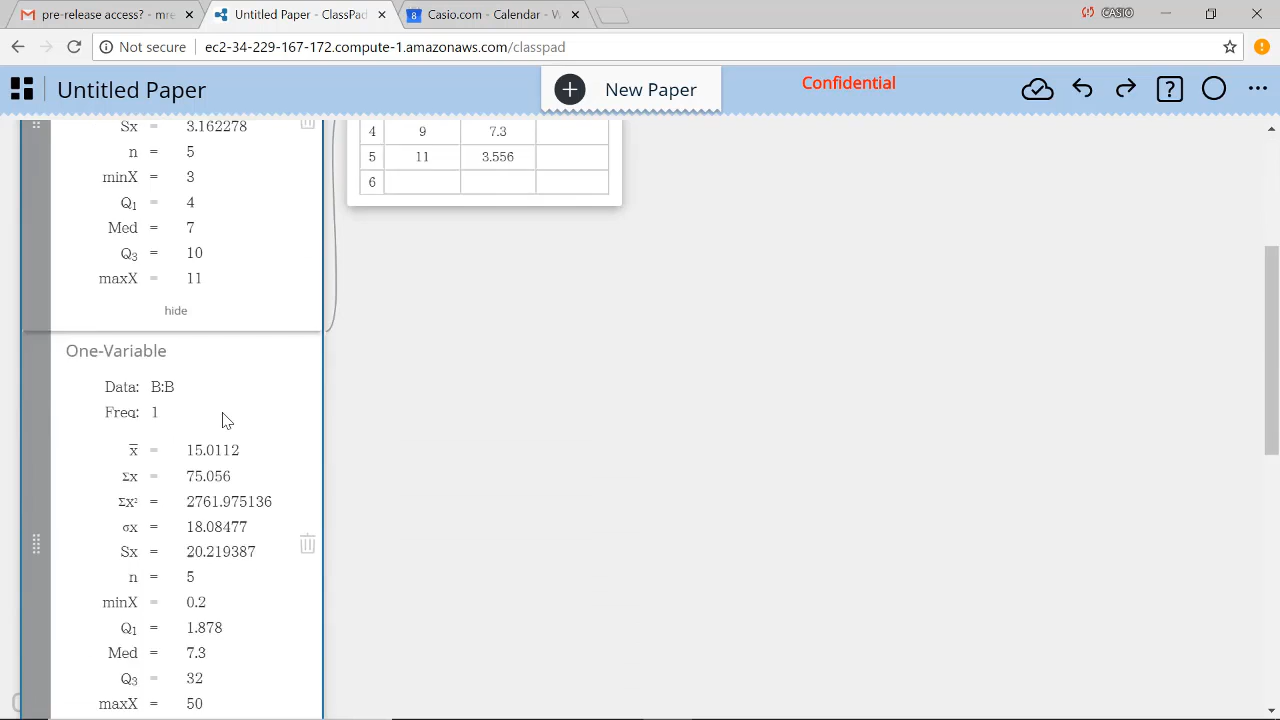 pre-release access? - mre
Untitled Paper - ClassPad
8 Casio.com - Calendar - W
CASIO
Not secure ec2-34-229-167-172.compute-1.amazonaws.com/classpad
Untitled Paper
+ New Paper
Confidential
?
Sx = 3.162278
n = 5
minX = 3
Q1 = 4
Med = 7
Q3 = 10
maxX = 11
hide
4 9 7.3
5 11 3.556
6
One-Variable
Data: B:B
Freq: 1
x̅ = 15.0112
Σx = 75.056
Σx² = 2761.975136
σx = 18.08477
Sx = 20.219387
n = 5
minX = 0.2
Q1 = 1.878
Med = 7.3
Q3 = 32
maxX = 50